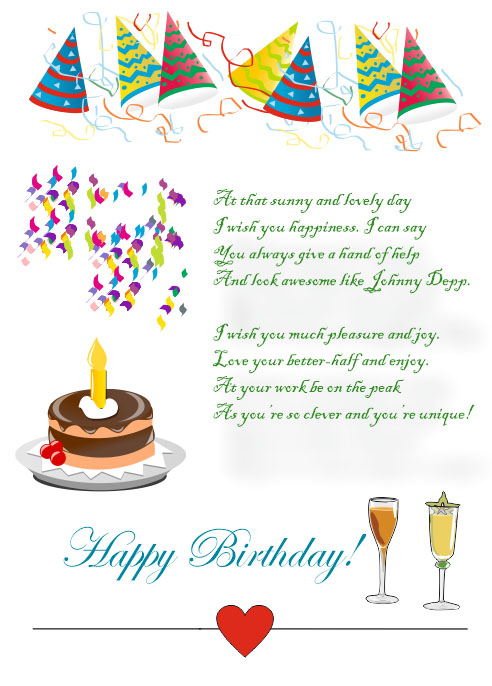 At that sunny and lovely day
I wish you happiness. I can say
You always give a hand of help
And look awesome like Johnny Depp.
I wish you much pleasure and joy.
Love your better-half and enjoy.
At your work be on the peak
As you're so clever and you're unique!
Happy Birthday!